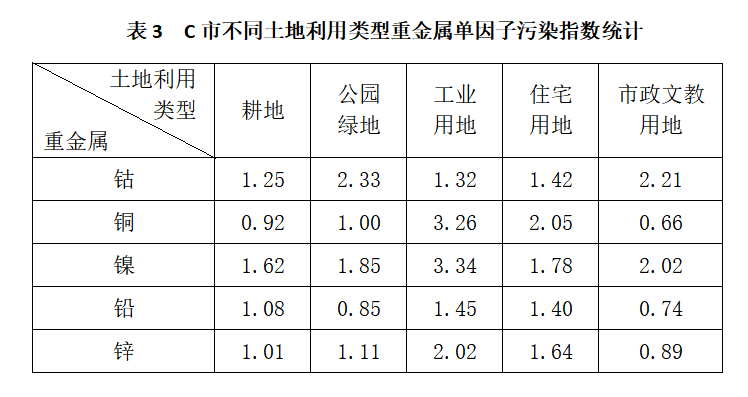 表 3 C 市不同土地利用类型重金属单因子污染指数统计
土地利用
类型
重金属
耕地
公园
绿地
工业
用地
住宅
用地
市政文教
用地
钴 1.25 2.33 1.32 1.42 2.21
铜 0.92 1.00 3.26 2.05 0.66
镍 1.62 1.85 3.34 1.78 2.02
铅 1.08 0.85 1.45 1.40 0.74
锌 1.01 1.11 2.02 1.64 0.89